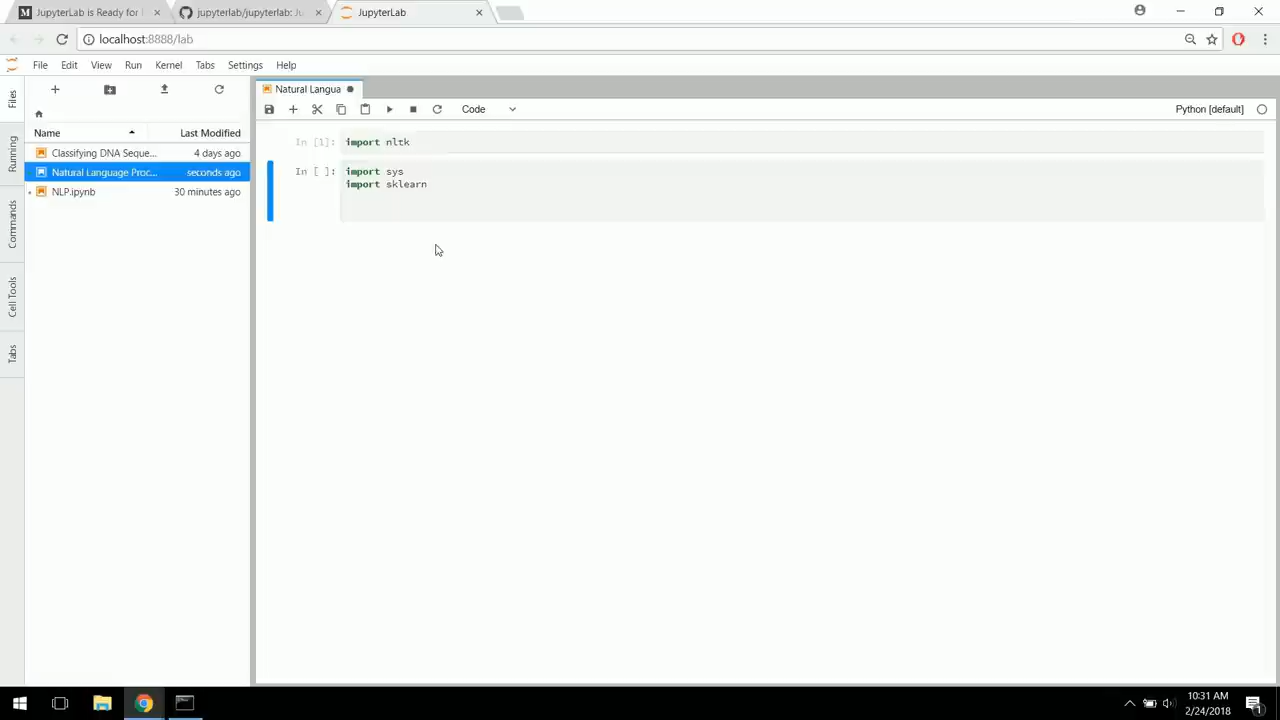 JupyterLab is Ready for
jupyterlab/jupyterlab: Ju
JupyterLab
localhost:8888/lab
File Edit View Run Kernel Tabs Settings Help
Files
Running
Commands
Cell Tools
Tabs
Name Last Modified
Classifying DNA Seque... 4 days ago
Natural Language Proc... seconds ago
NLP.ipynb 30 minutes ago
Natural Langua
Code
Python [default]
In [1]: import nltk
In [ ]: import sys
import sklearn
10:31 AM
2/24/2018
1